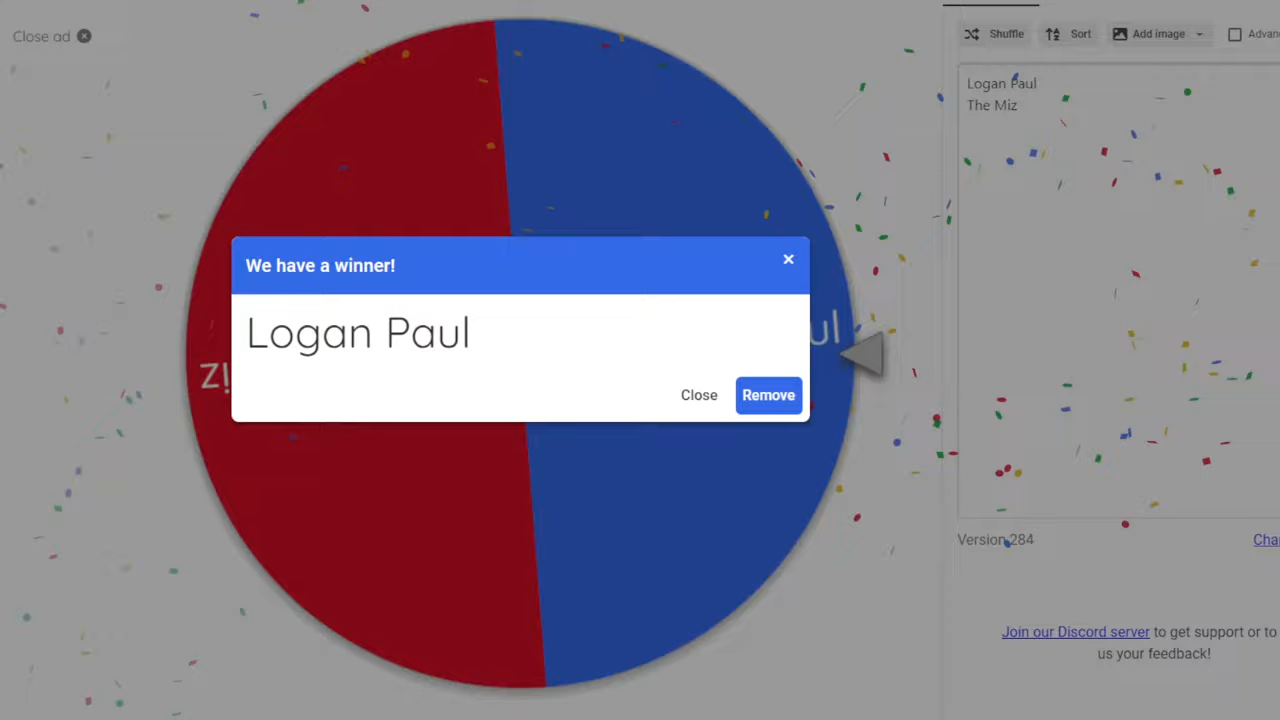 Close ad
Shuffle
Sort
Add image
Logan Paul
The Miz
We have a winner!
Logan Paul
Close
Remove
Version 284
Join our Discord server to get support or to
us your feedback!